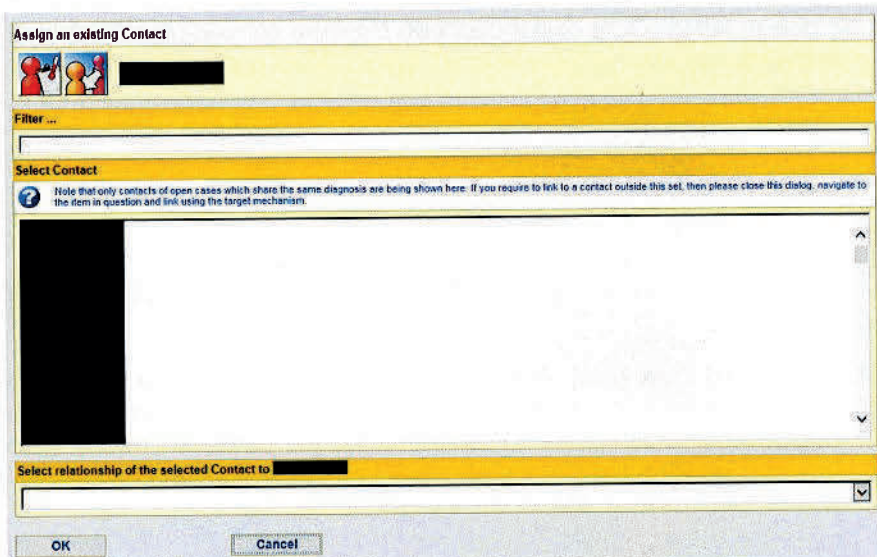 Assign an existing Contact
Filter ...
Select Contact
Note that only contacts of open cases which share the same diagnosis are being shown here. If you require to link to a contact outside this set, then please close this dialog, navigate to
the item in question and link using the target mechanism.
Select relationship of the selected Contact to
OK
Cancel